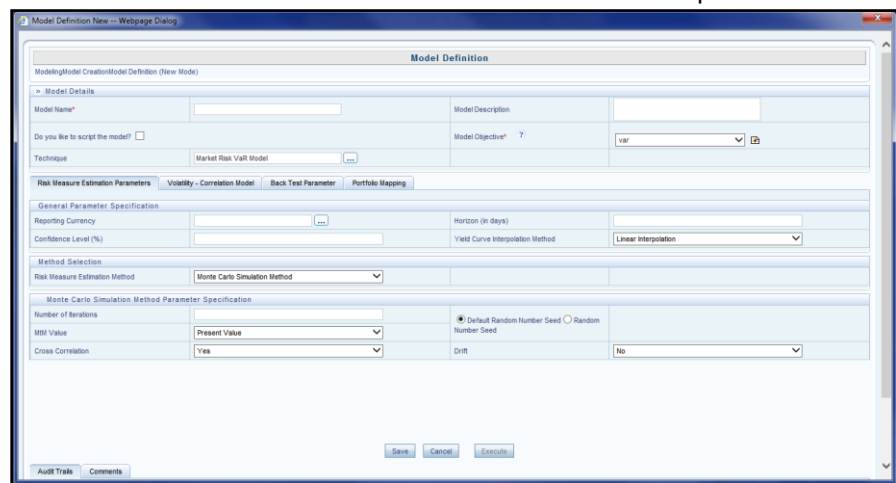 Model Definition New -- Webpage Dialog
Model Definition
ModelingModel CreationModel Definition (New Mode)
» Model Details
Model Name*
Model Description
Do you like to script the model?
Model Objective* ?
var
Technique
Market Risk VaR Model
...
Risk Measure Estimation Parameters
Volatility - Correlation Model
Back Test Parameter
Portfolio Mapping
General Parameter Specification
Reporting Currency
...
Horizon (in days)
Confidence Level (%)
Yield Curve Interpolation Method
Linear Interpolation
Method Selection
Risk Measure Estimation Method
Monte Carlo Simulation Method
Monte Carlo Simulation Method Parameter Specification
Number of Iterations
Default Random Number Seed Random
Number Seed
MtM Value
Present Value
Cross Correlation
Yes
Drift
No
Save
Cancel
Execute
Audit Trails
Comments